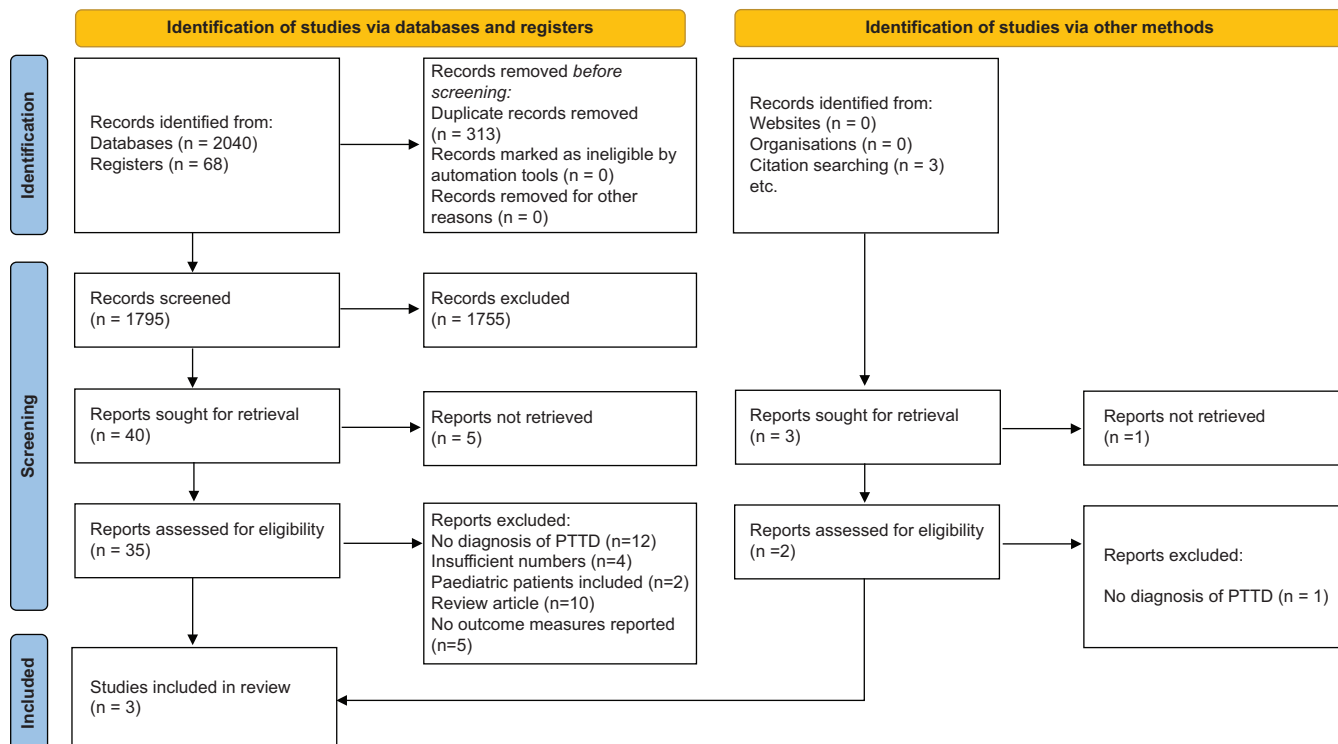 Identification of studies via databases and registers
Identification of studies via other methods
Identification
Records identified from:
Databases (n = 2040)
Registers (n = 68)
Records removed before
screening:
Duplicate records removed
(n = 313)
Records marked as ineligible by
automation tools (n = 0)
Records removed for other
reasons (n = 0)
Records identified from:
Websites (n = 0)
Organisations (n = 0)
Citation searching (n = 3)
etc.
Screening
Records screened
(n = 1795)
Records excluded
(n = 1755)
Reports sought for retrieval
(n = 40)
Reports not retrieved
(n = 5)
Reports sought for retrieval
(n = 3)
Reports not retrieved
(n =1)
Reports assessed for eligibility
(n = 35)
Reports excluded:
No diagnosis of PTTD (n=12)
Insufficient numbers (n=4)
Paediatric patients included (n=2)
Review article (n=10)
No outcome measures reported
(n=5)
Reports assessed for eligibility
(n =2)
Reports excluded:
No diagnosis of PTTD (n = 1)
Included
Studies included in review
(n = 3)